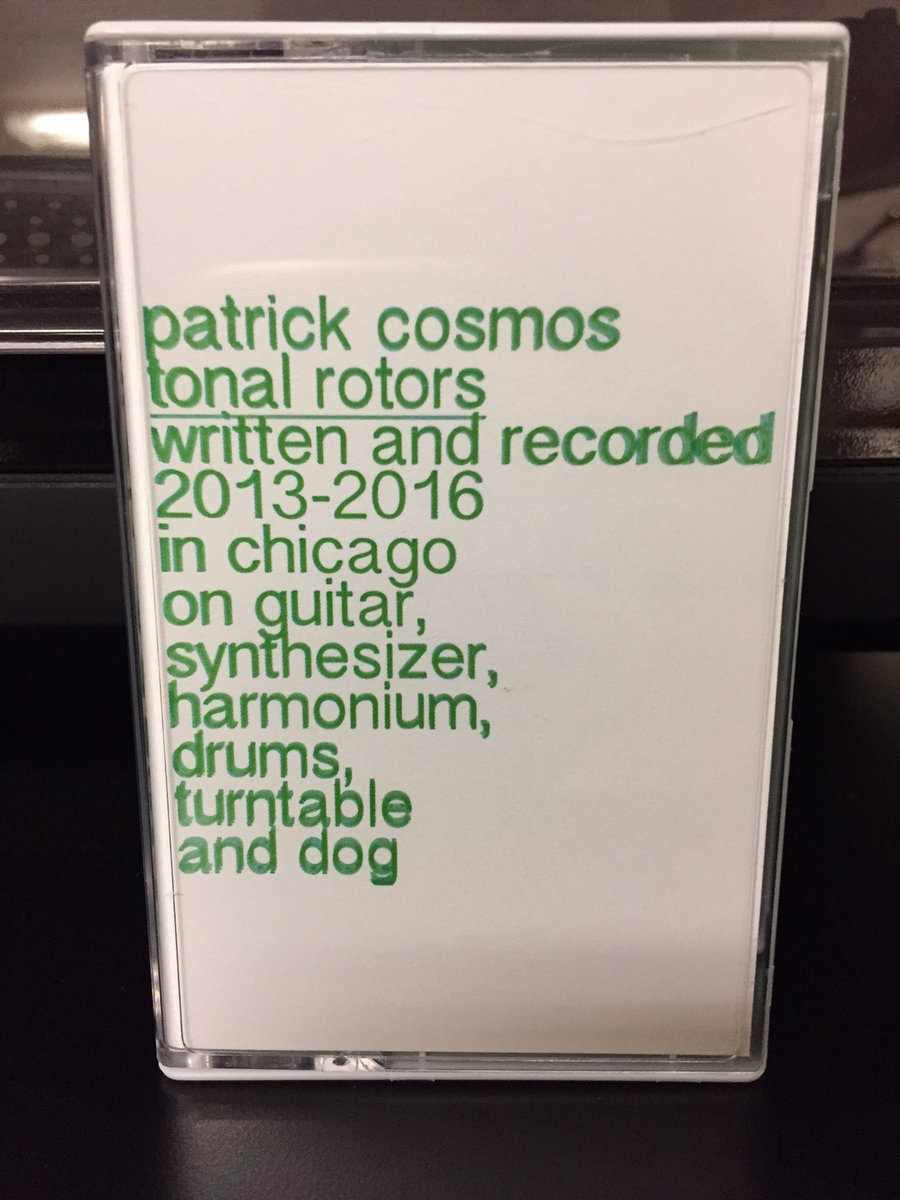 patrick cosmos
tonal rotors
written and recorded
2013-2016
in chicago
on guitar,
synthesizer,
harmonium,
drums,
turntable
and dog